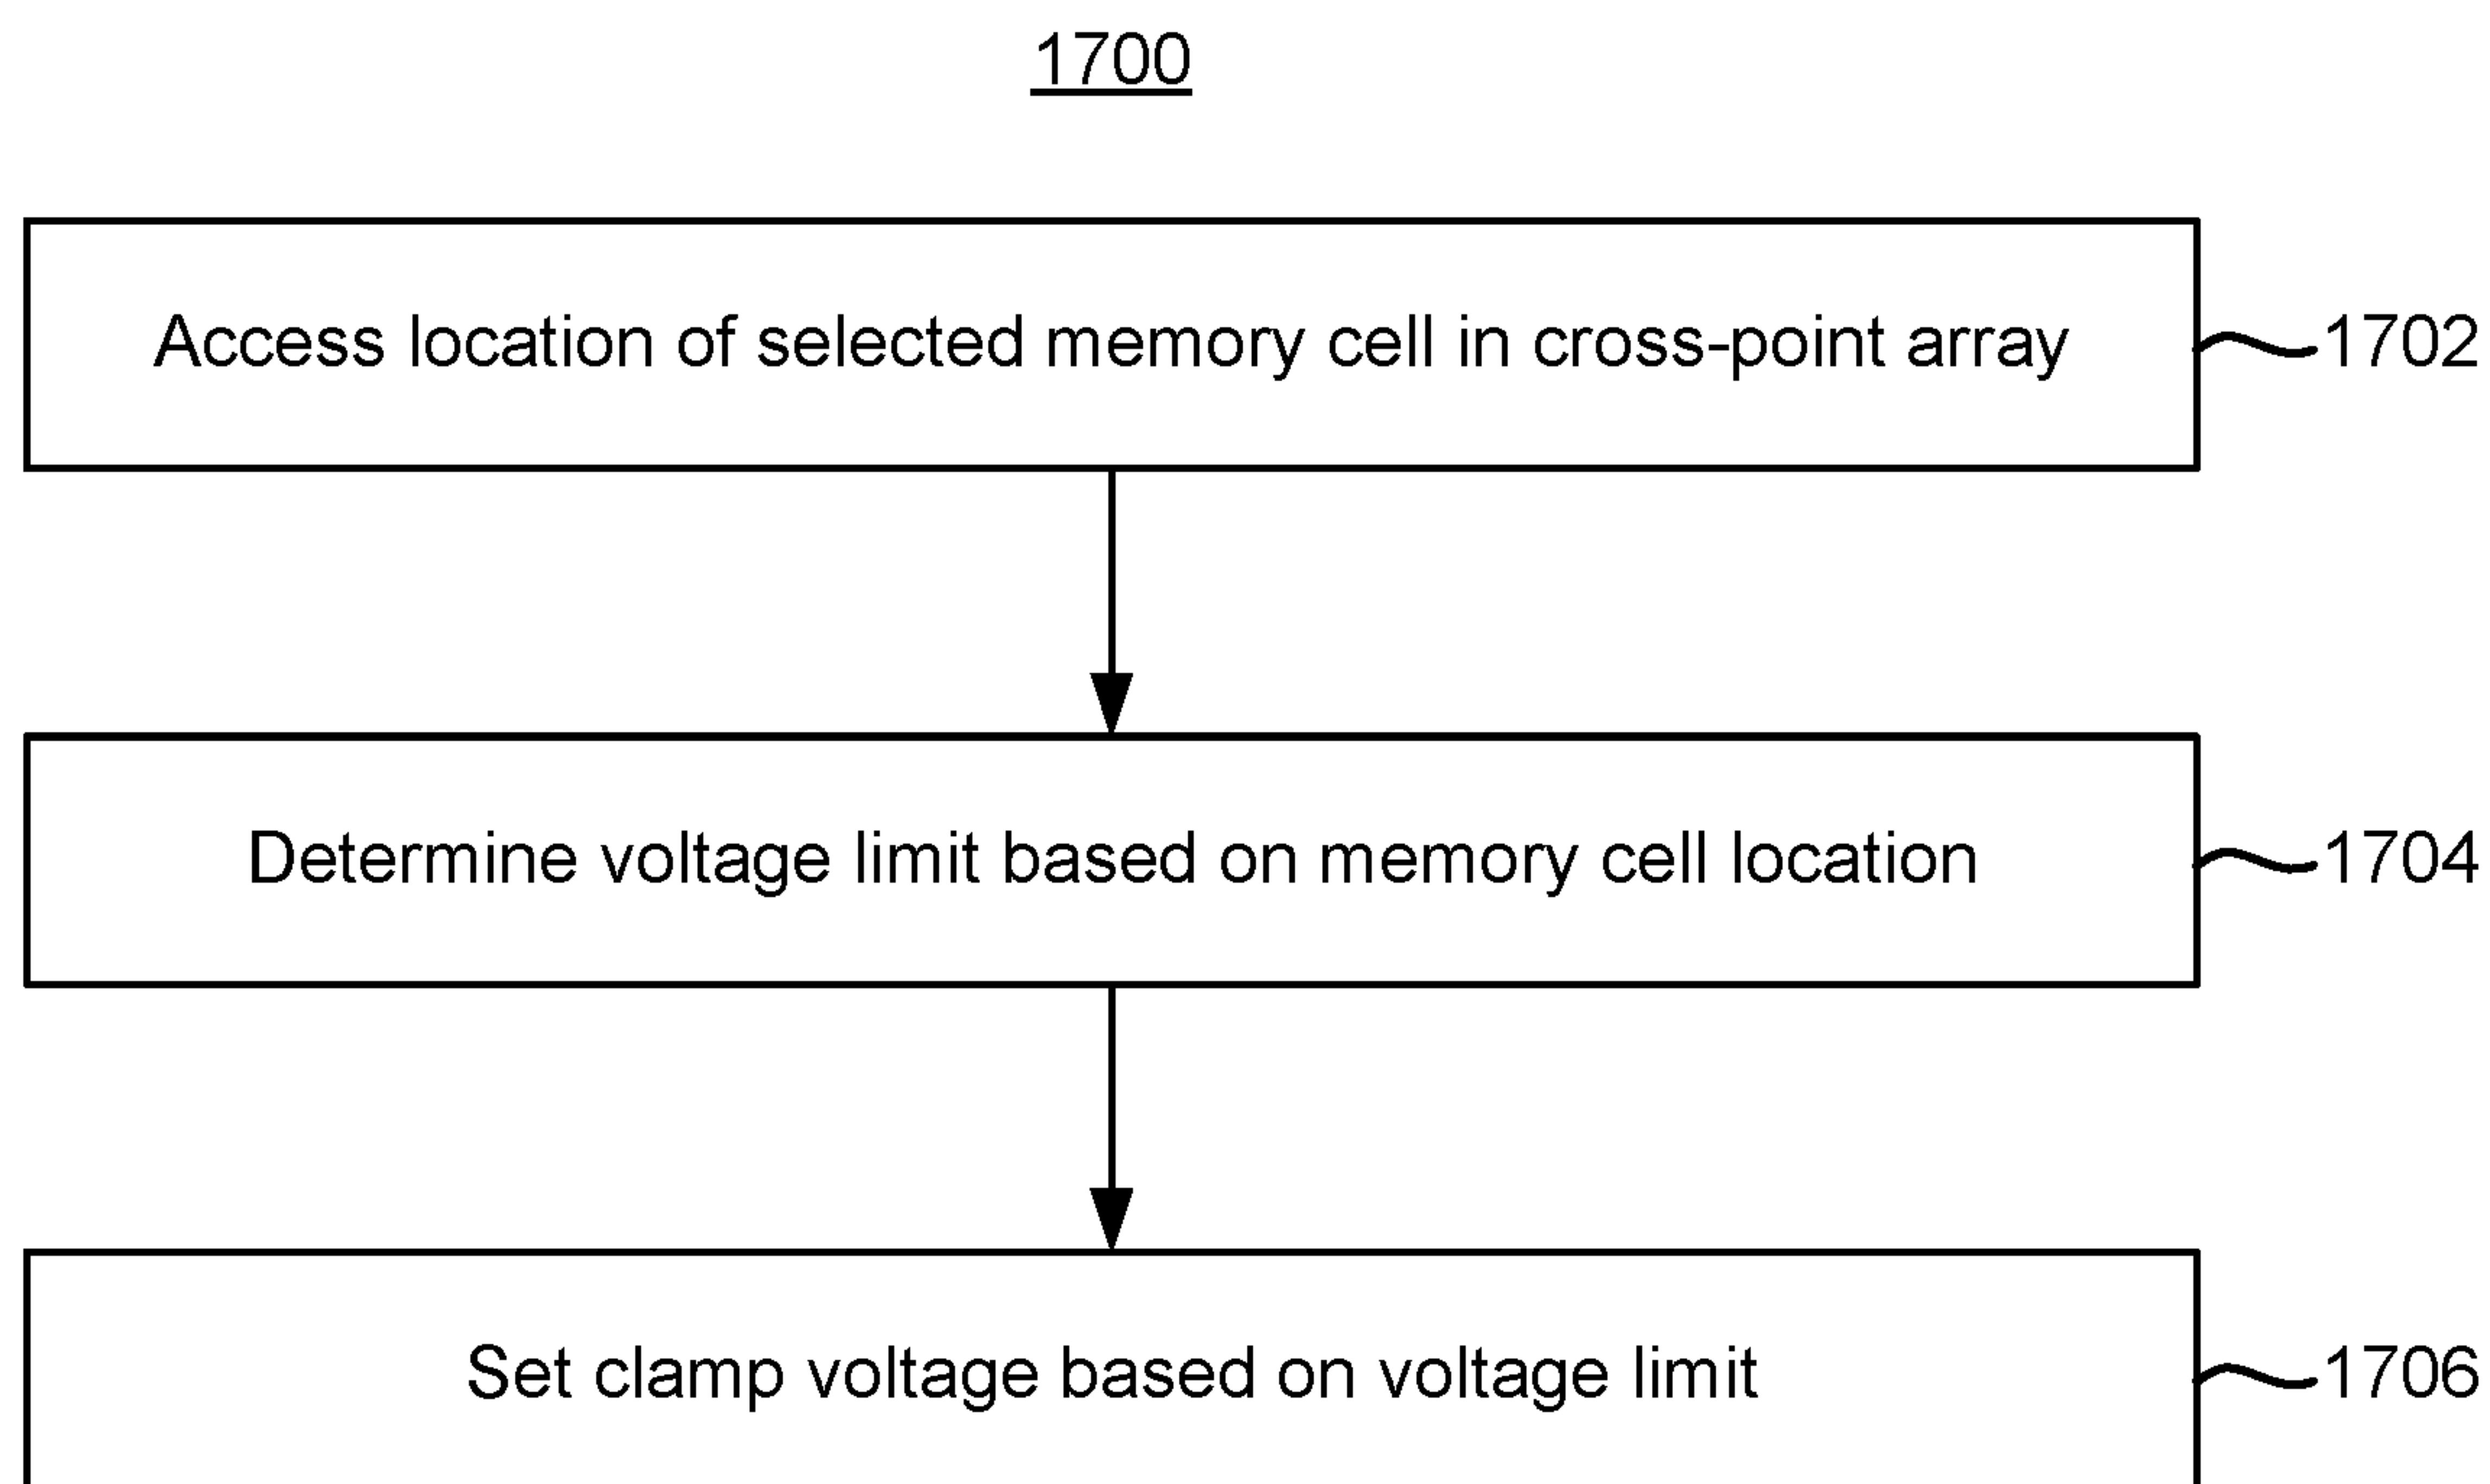 1700
Access location of selected memory cell in cross-point array
1702
Determine voltage limit based on memory cell location
1704
Set clamp voltage based on voltage limit
1706